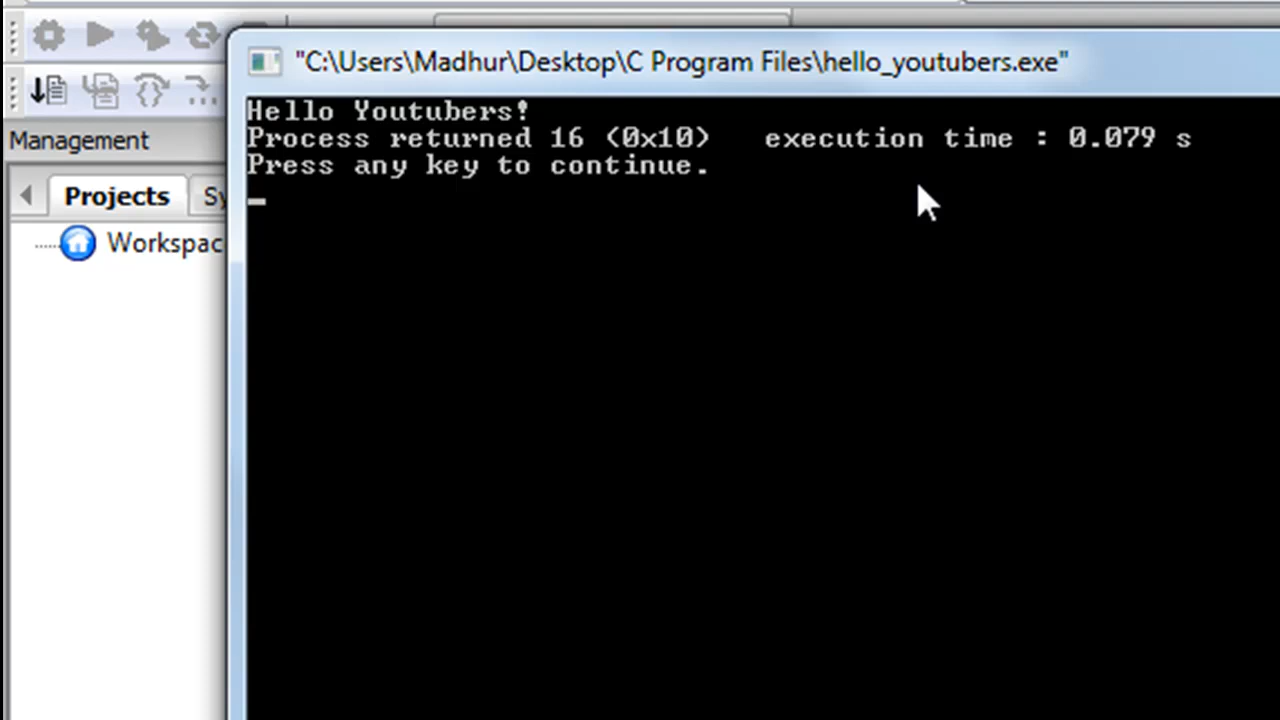 "C:\Users\Madhur\Desktop\C Program Files\hello_youtubers.exe"
Hello Youtubers!
Process returned 16 (0x10)   execution time : 0.079 s
Press any key to continue.
Management
Projects
Sy
Workspac